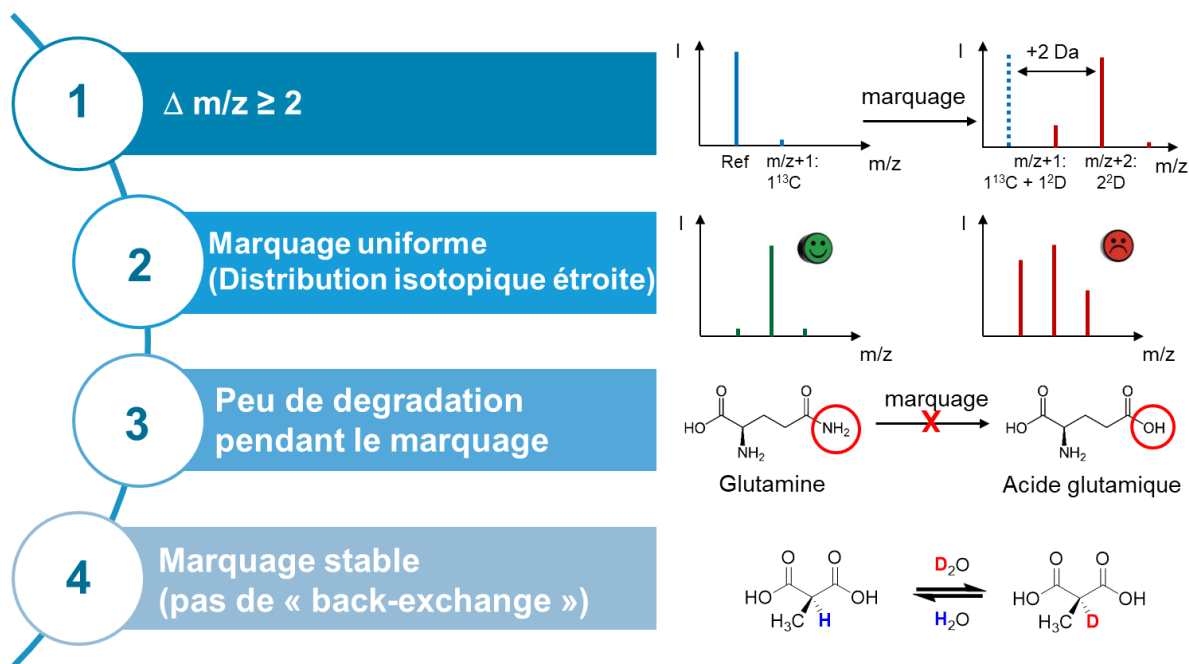 1
Δ m/z ≥ 2
I
Ref
m/z+1:
1¹³C
m/z
marquage
I
+2 Da
m/z+1:
1¹³C + 1²D
m/z+2:
2²D
m/z
2
Marquage uniforme
(Distribution isotopique étroite)
I
m/z
I
m/z
3
Peu de degradation
pendant le marquage
O
O
HO
NH₂
NH₂
Glutamine
marquage
X
O
O
HO
OH
NH₂
Acide glutamique
4
Marquage stable
(pas de « back-exchange »)
O
O
HO
OH
H₃C
H
D₂O
H₂O
O
O
HO
OH
H₃C
D